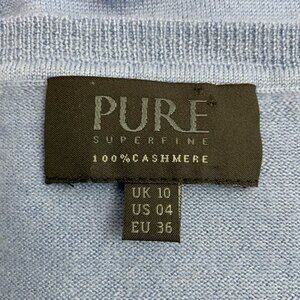 PURE
SUPERFINE
100% CASHMERE
UK 10
US 04
EU 36